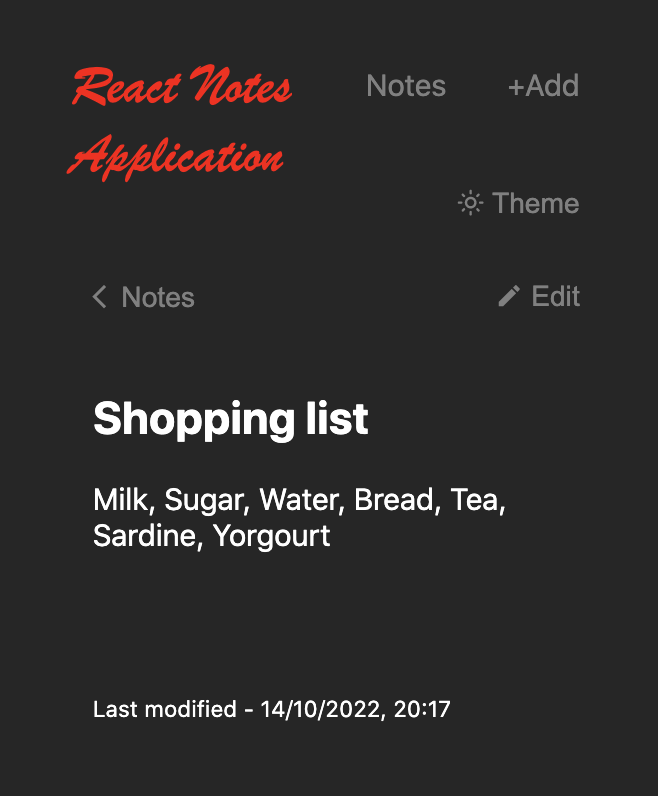 React Notes
Application
Notes
+Add
Theme
Notes
Edit
Shopping list
Milk, Sugar, Water, Bread, Tea,
Sardine, Yorgourt
Last modified - 14/10/2022, 20:17